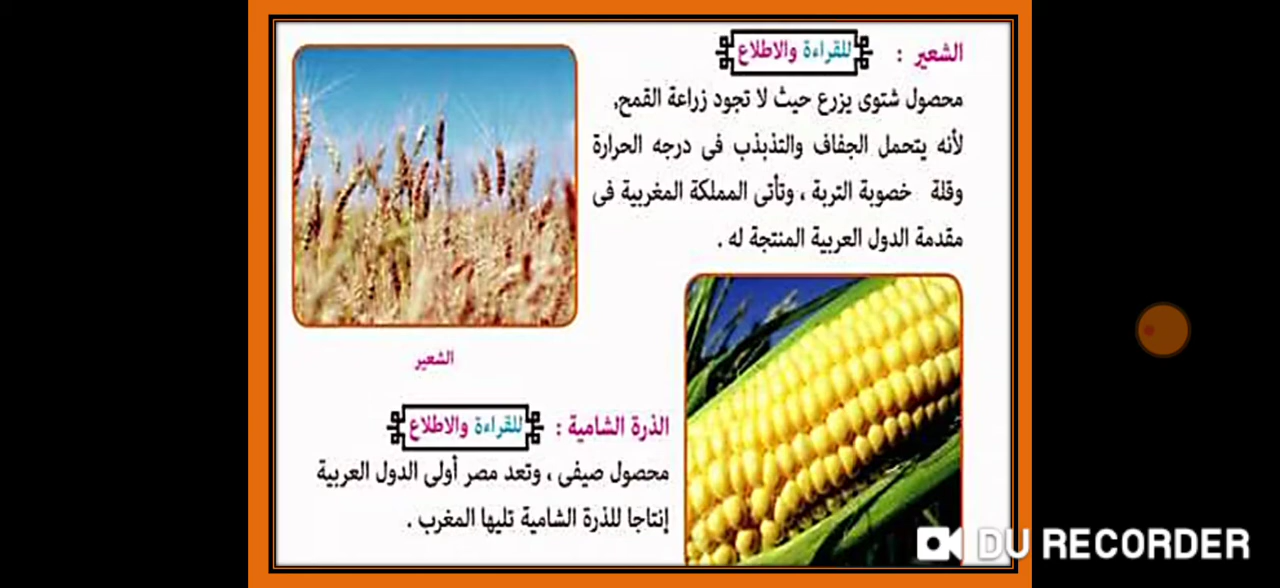 الشعير : للقراءة والاطلاع
محصول شتوى يزرع حيث لا تجود زراعة القمح,
لأنه يتحمل الجفاف والتذبذب فى درجه الحرارة
وقلة خصوبة التربة ، وتأتى المملكة المغربية فى
مقدمة الدول العربية المنتجة له .
الشعير
الذرة الشامية : للقراءة والاطلاع
محصول صيفى ، وتعد مصر أولى الدول العربية
إنتاجا للذرة الشامية تليها المغرب .
DU RECORDER